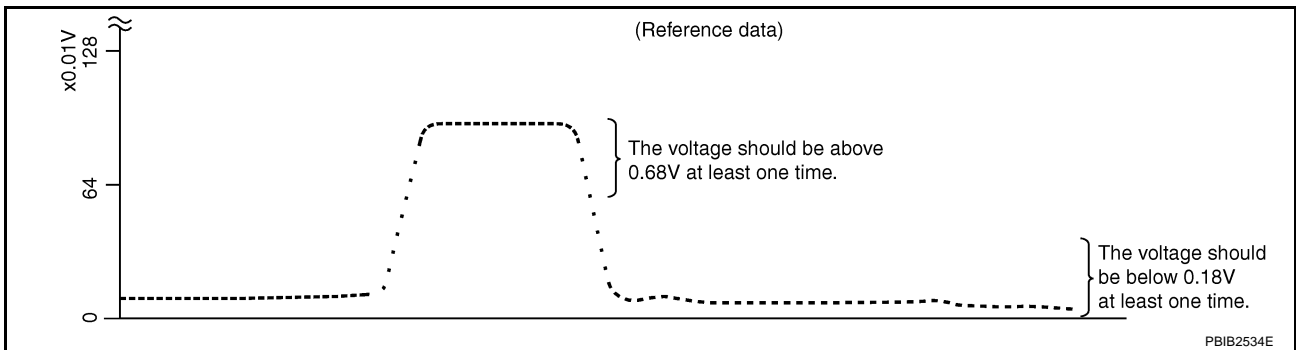 (Reference data)
x0.01V
128
64
0
The voltage should be above
0.68V at least one time.
The voltage should
be below 0.18V
at least one time.
PBIB2534E